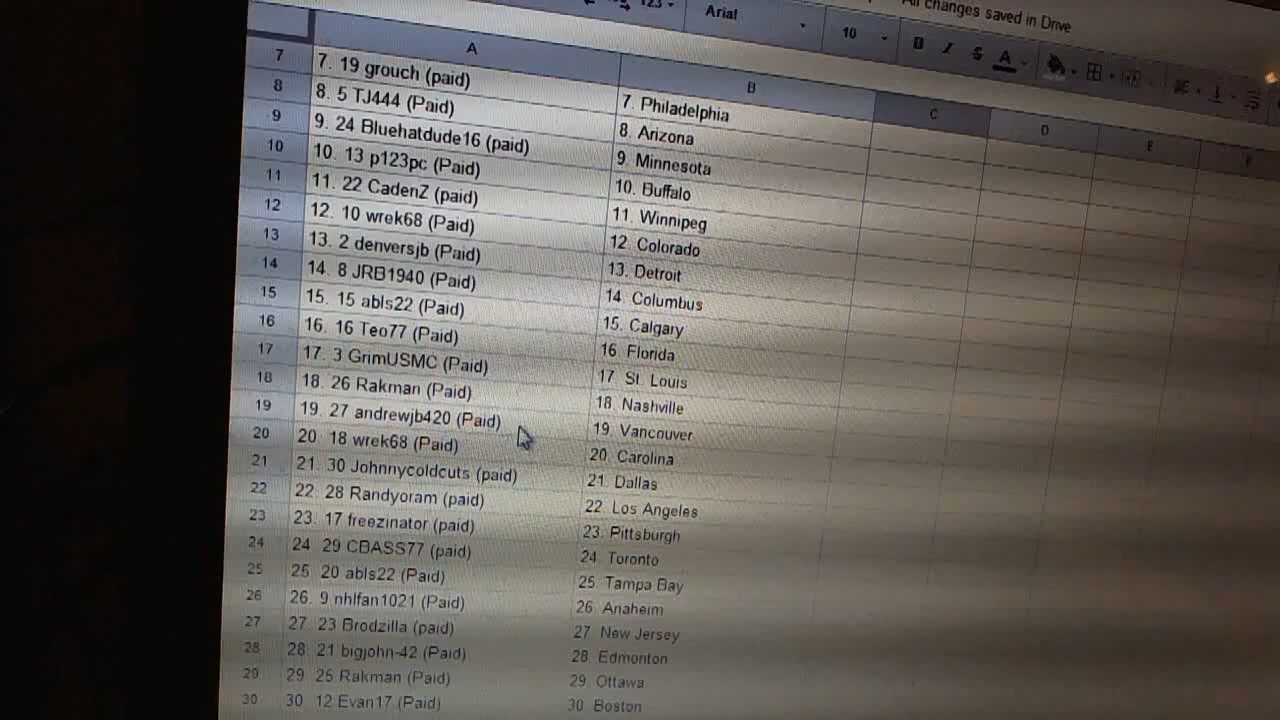 All changes saved in Drive
123 Arial 10 B I S A
A B C D E F
7 7. 19 grouch (paid) 7. Philadelphia
8 8. 5 TJ444 (Paid) 8. Arizona
9 9. 24 Bluehatdude16 (paid) 9. Minnesota
10 10. 13 p123pc (Paid) 10. Buffalo
11 11. 22 CadenZ (paid) 11. Winnipeg
12 12. 10 wrek68 (Paid) 12. Colorado
13 13. 2 denversjb (Paid) 13. Detroit
14 14. 8 JRB1940 (Paid) 14. Columbus
15 15. 15 abls22 (Paid) 15. Calgary
16 16. 16 Teo77 (Paid) 16. Florida
17 17. 3 GrimUSMC (Paid) 17. St. Louis
18 18. 26 Rakman (Paid) 18. Nashville
19 19. 27 andrewjb420 (Paid) 19. Vancouver
20 20. 18 wrek68 (Paid) 20. Carolina
21 21. 30 Johnnycoldcuts (paid) 21. Dallas
22 22. 28 Randyoram (paid) 22. Los Angeles
23 23. 17 freezinator (paid) 23. Pittsburgh
24 24. 29 CBASS77 (paid) 24. Toronto
25 25. 20 abls22 (Paid) 25. Tampa Bay
26 26. 9 nhlfan1021 (Paid) 26. Anaheim
27 27. 23 Brodzilla (paid) 27. New Jersey
28 28. 21 bigjohn-42 (Paid) 28. Edmonton
29 29. 25 Rakman (Paid) 29. Ottawa
30 30. 12 Evan17 (Paid) 30. Boston